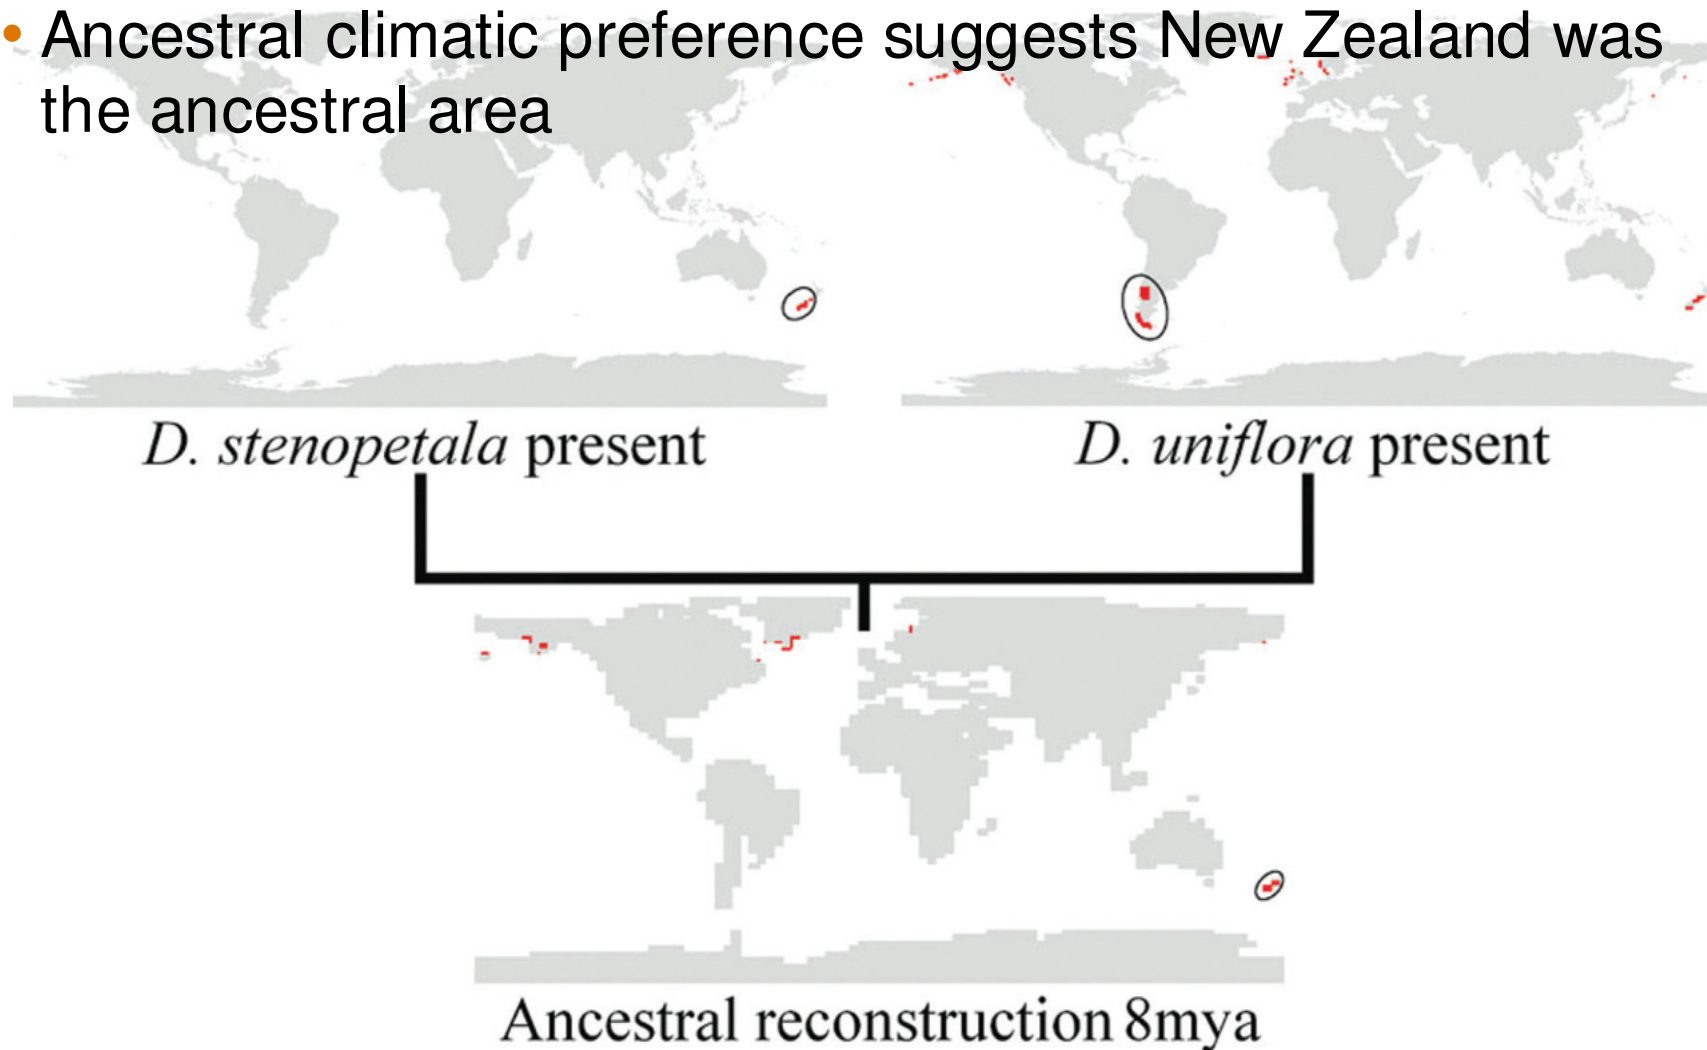 • Ancestral climatic preference suggests New Zealand was
the ancestral area
D. stenopetala present
D. uniflora present
Ancestral reconstruction 8mya